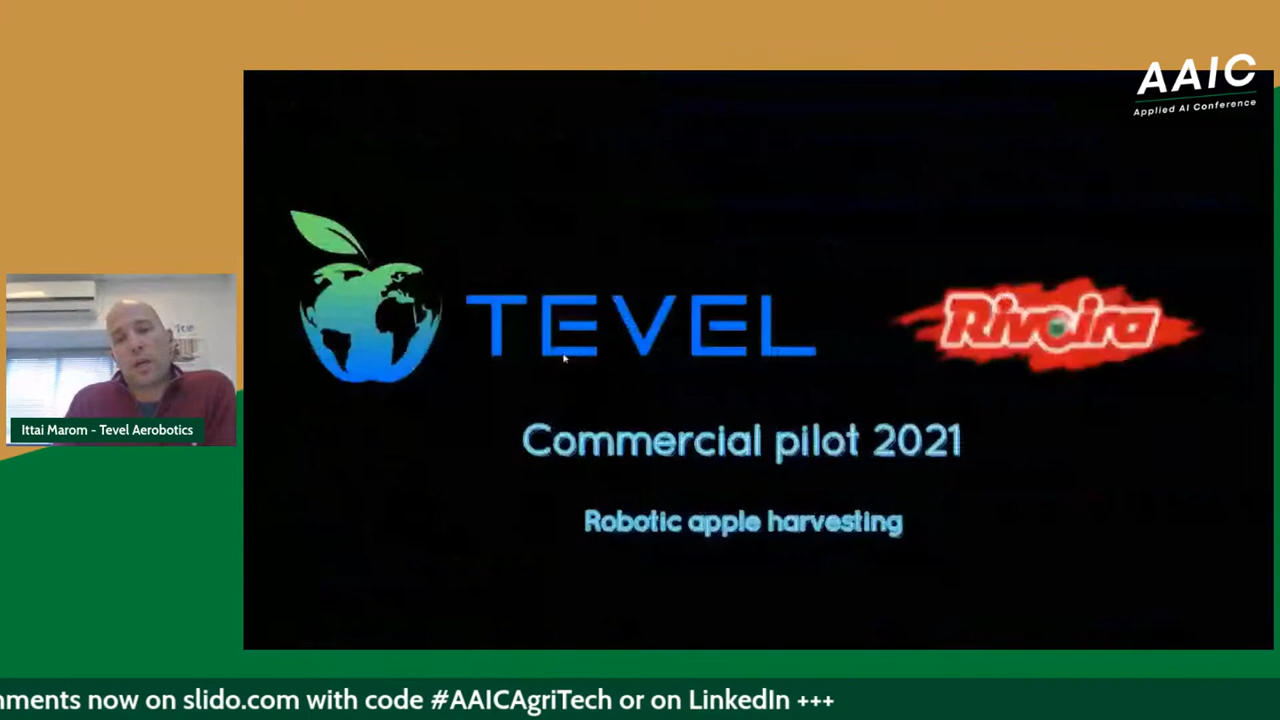 AAIC
Applied AI Conference
TEVEL
Rivoira
Commercial pilot 2021
Robotic apple harvesting
Ittai Marom - Tevel Aerobotics
nments now on slido.com with code #AAICAgriTech or on LinkedIn +++